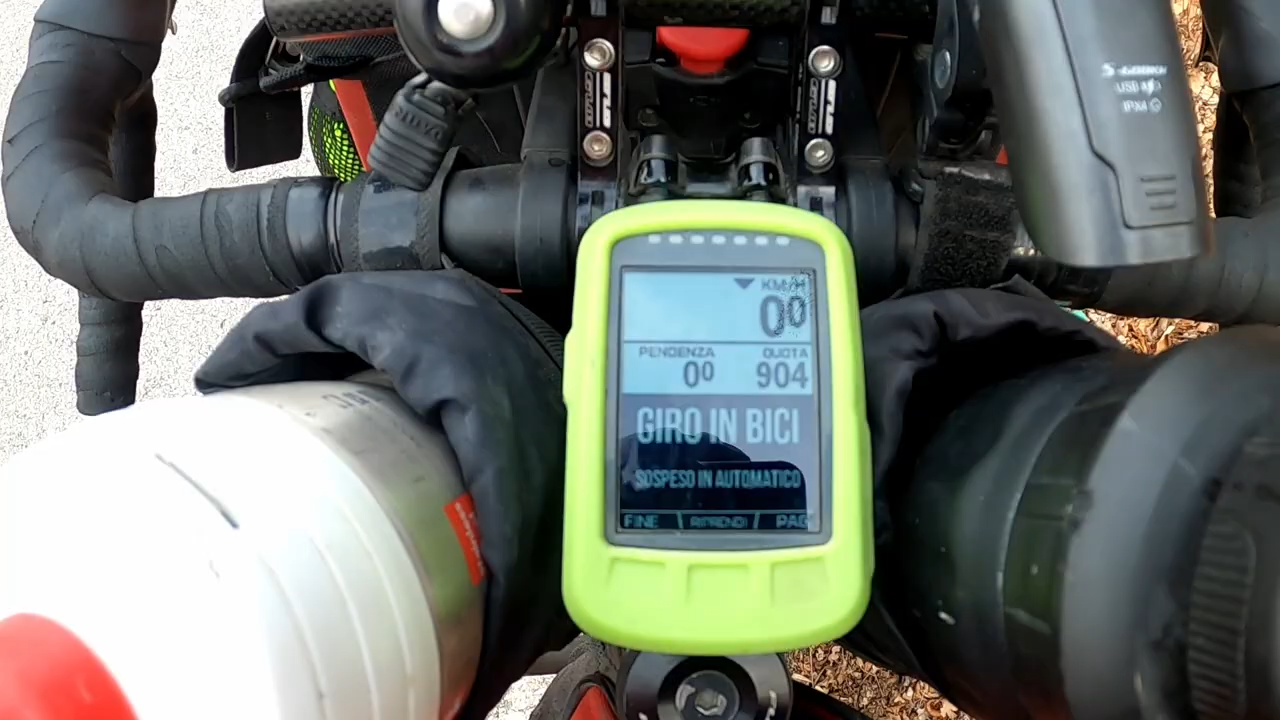 USB
IPX4
KM/H
0⁰
PENDENZA QUOTA
0⁰ 904
GIRO IN BICI
SOSPESO IN AUTOMATICO
FINE RIPRENDI PAG